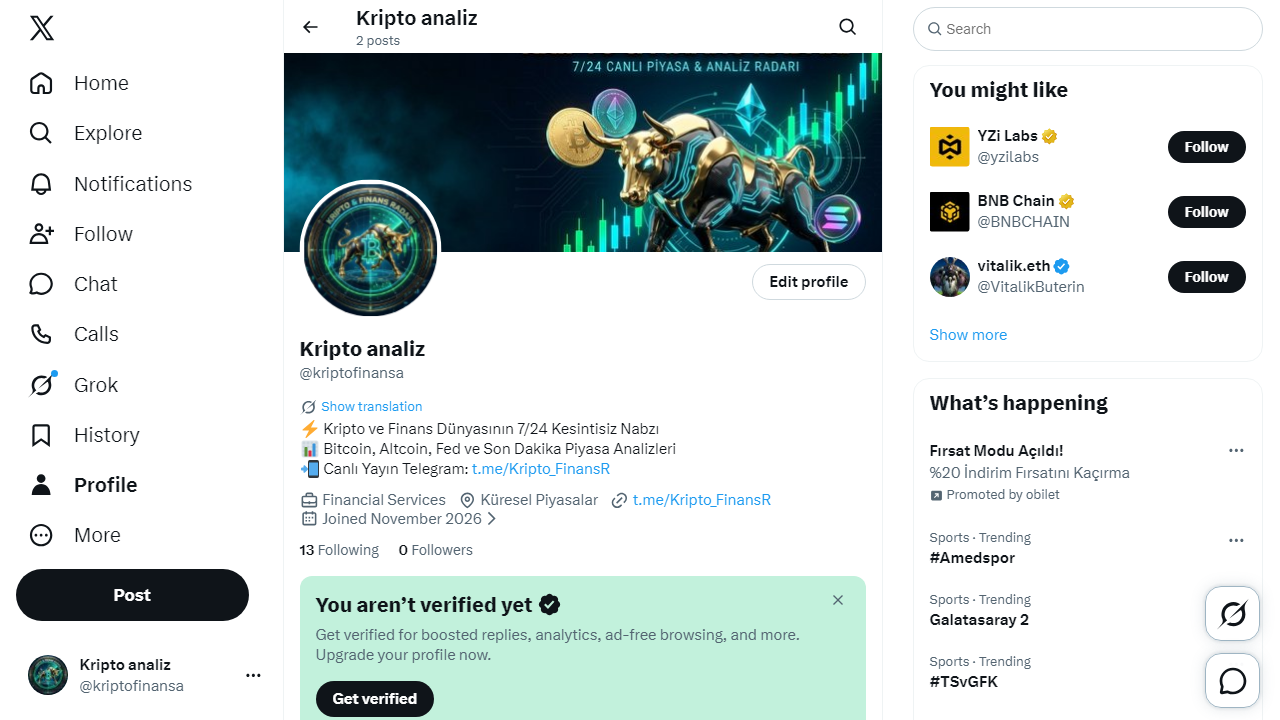 Home
Explore
Notifications
Follow
Chat
Calls
Grok
History
Profile
More
Post
Kripto analiz
@kriptofinansa
Kripto analiz
2 posts
7/24 CANLI PİYASA & ANALİZ RADARI
KRIPTO & FINANS RADARI
Edit profile
Kripto analiz
@kriptofinansa
Show translation
⚡ Kripto ve Finans Dünyasının 7/24 Kesintisiz Nabzı
📊 Bitcoin, Altcoin, Fed ve Son Dakika Piyasa Analizleri
📲 Canlı Yayın Telegram: t.me/Kripto_FinansR
Financial Services Küresel Piyasalar t.me/Kripto_FinansR
Joined November 2026
13 Following 0 Followers
You aren’t verified yet
Get verified for boosted replies, analytics, ad-free browsing, and more.
Upgrade your profile now.
Get verified
Search
You might like
YZi Labs
@yzilabs
Follow
BNB Chain
@BNBCHAIN
Follow
vitalik.eth
@VitalikButerin
Follow
Show more
What’s happening
Fırsat Modu Açıldı!
%20 İndirim Fırsatını Kaçırma
Promoted by obilet
Sports · Trending
#Amedspor
Sports · Trending
Galatasaray 2
Sports · Trending
#TSvGFK